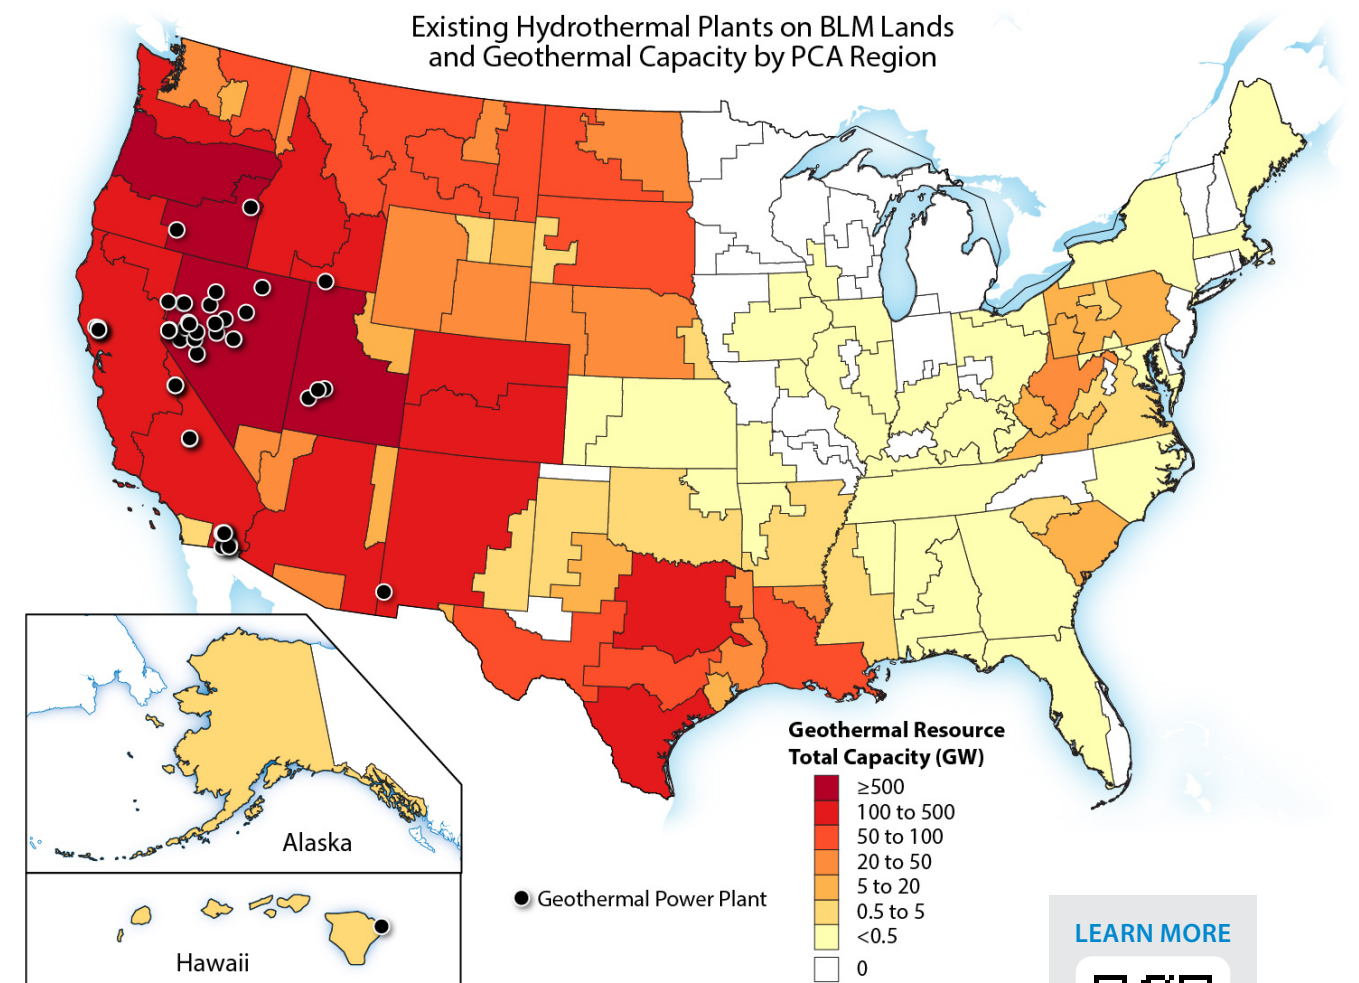 Existing Hydrothermal Plants on BLM Lands
and Geothermal Capacity by PCA Region
Geothermal Resource
Total Capacity (GW)
≥500
100 to 500
50 to 100
20 to 50
5 to 20
0.5 to 5
<0.5
0
Geothermal Power Plant
Alaska
Hawaii
LEARN MORE